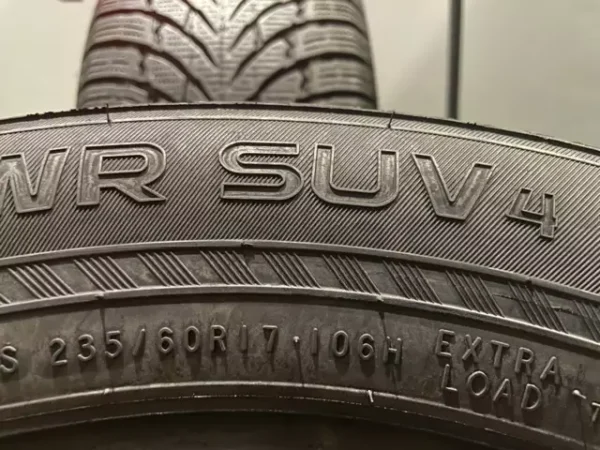 WR SUV 4
235/60R17 · 106H EXTRA
LOAD